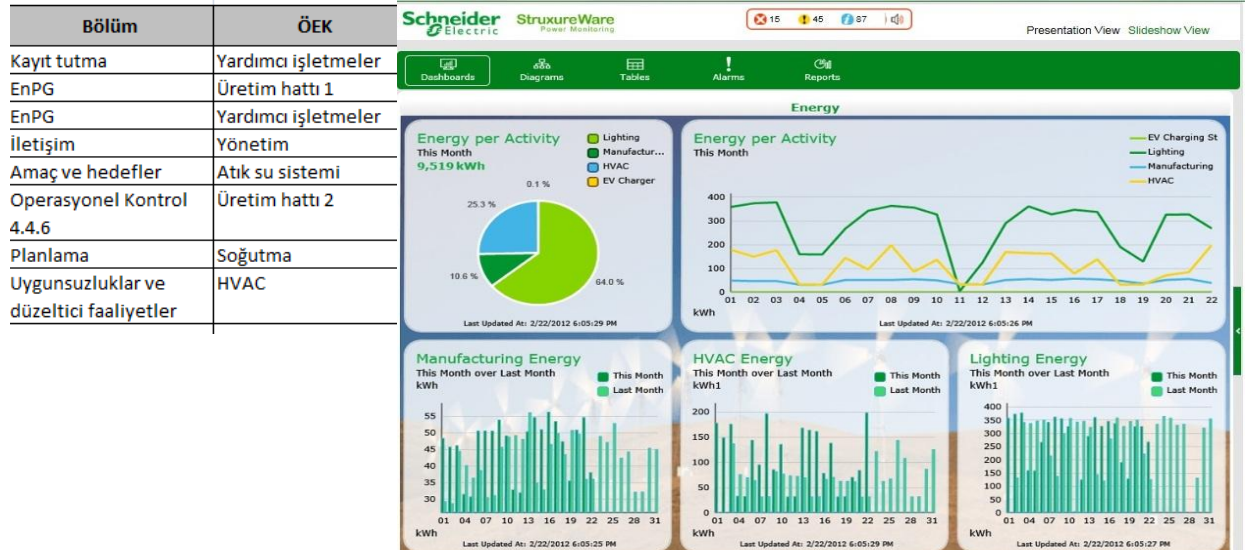 Bölüm ÖEK
Kayıt tutma Yardımcı işletmeler
EnPG Üretim hattı 1
EnPG Yardımcı işletmeler
İletişim Yönetim
Amaç ve hedefler Atık su sistemi
Operasyonel Kontrol Üretim hattı 2
4.4.6
Planlama Soğutma
Uygunsuzluklar ve HVAC
düzeltici faaliyetler
Schneider Electric
StruxureWare
Power Monitoring
15 45 87
Presentation View Slideshow View
Dashboards Diagrams Tables Alarms Reports
Energy
Energy per Activity
This Month
9,519 kWh
Lighting
Manufactur...
HVAC
EV Charger
0.1 %
25.3 %
10.6 %
64.0 %
Last Updated At: 2/22/2012 6:05:29 PM
Energy per Activity
This Month
EV Charging St
Lighting
Manufacturing
HVAC
400
300
200
100
0
01 02 03 04 05 06 07 08 09 10 11 12 13 14 15 16 17 18 19 20 21 22
kWh
Last Updated At: 2/22/2012 6:05:26 PM
Manufacturing Energy
This Month over Last Month
kWh
This Month
Last Month
55
50
45
40
35
30
01 04 07 10 13 16 19 22 25 28 31
kWh
Last Updated At: 2/22/2012 6:05:25 PM
HVAC Energy
This Month over Last Month
kWh1
This Month
Last Month
200
150
100
50
0
01 04 07 10 13 16 19 22 25 28 31
kWh
Last Updated At: 2/22/2012 6:05:29 PM
Lighting Energy
This Month over Last Month
kWh1
This Month
Last Month
400
350
300
250
200
150
100
50
0
01 04 07 10 13 16 19 22 25 28 31
kWh
Last Updated At: 2/22/2012 6:05:27 PM